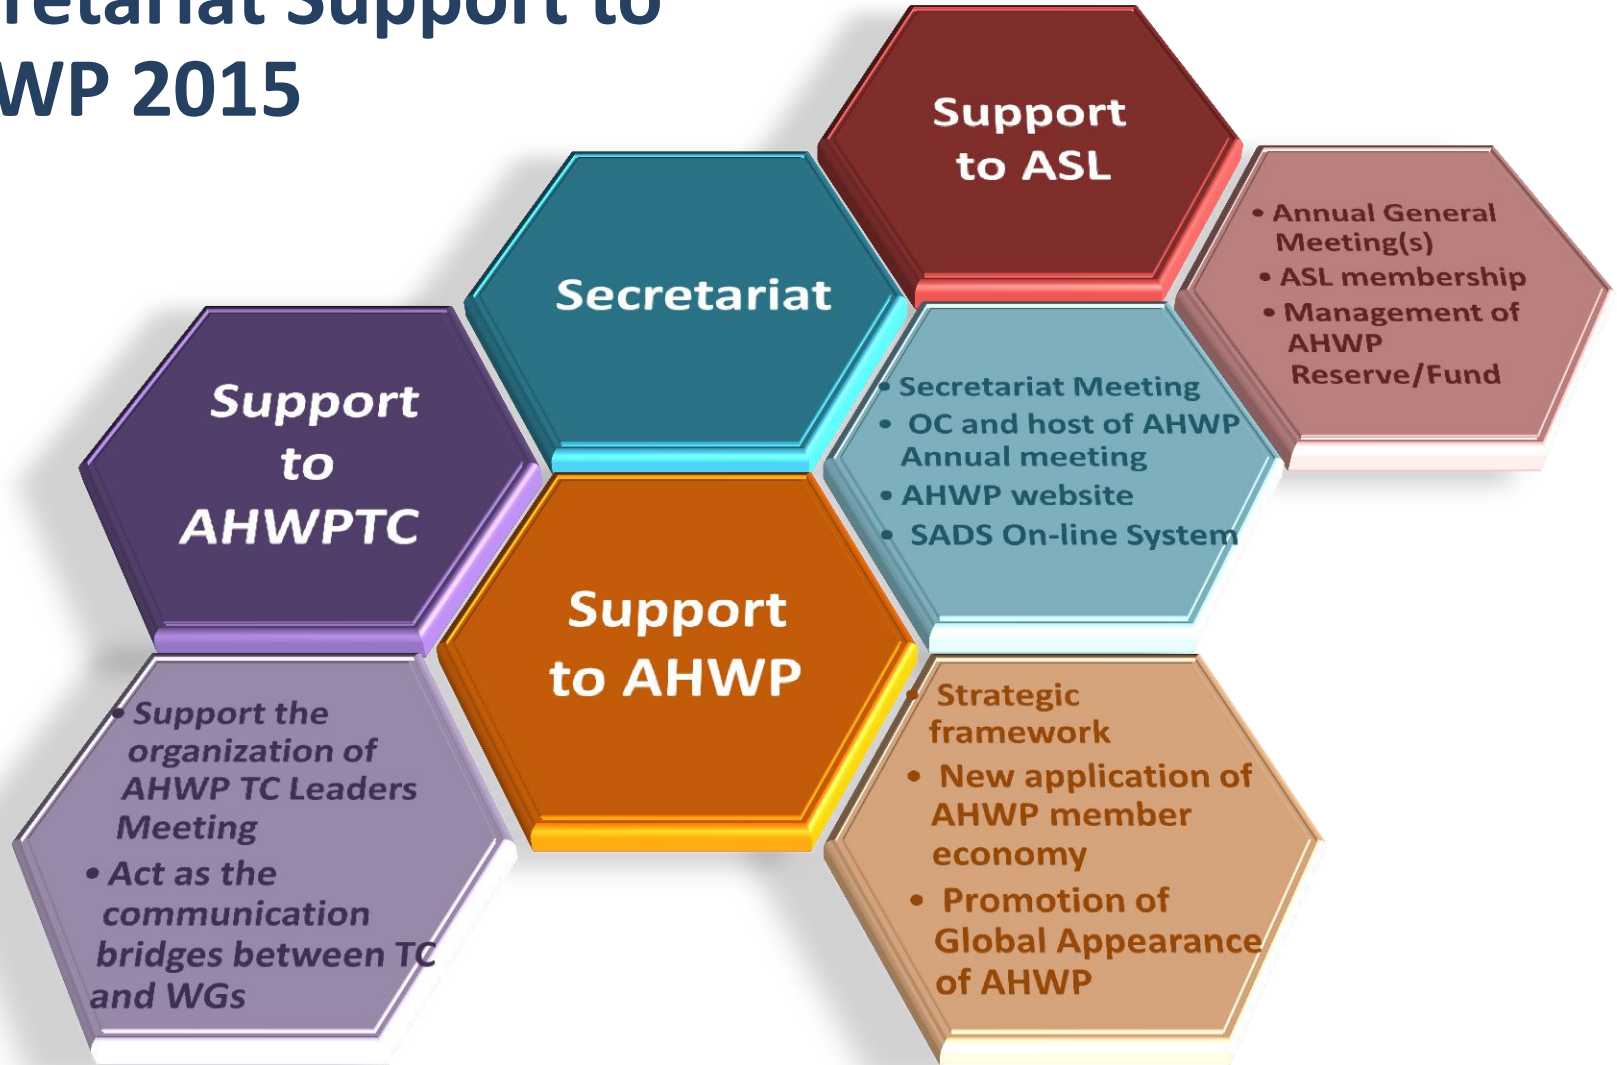 retariat Support to
WP 2015
Support
to ASL
• Annual General
Meeting(s)
• ASL membership
• Management of
AHWP
Reserve/Fund
Secretariat
• Secretariat Meeting
• OC and host of AHWP
Annual meeting
• AHWP website
• SADS On-line System
Support
to
AHWPTC
• Support the
organization of
AHWP TC Leaders
Meeting
• Act as the
communication
bridges between TC
and WGs
Support
to AHWP
• Strategic
framework
• New application of
AHWP member
economy
• Promotion of
Global Appearance
of AHWP